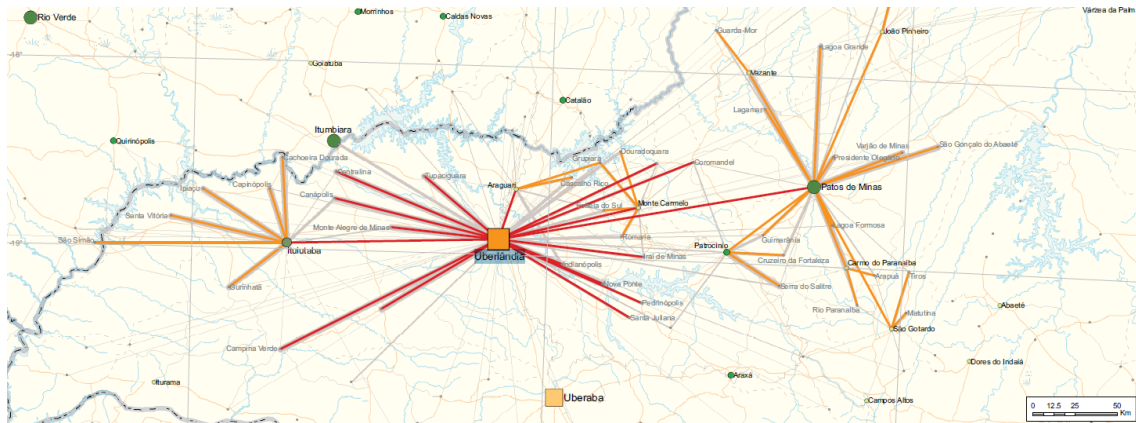 Morrinhos
Caldas Novas
Várzea da Palm
Rio Verde
Guarda-Mor
João Pinheiro
Lagoa Grande
-18°
Goiatuba
Vazante
Catalão
Lagamar
Itumbiara
Quirinópolis
Varjão de Minas
São Gonçalo do Abaeté
Douradoquara
Presidente Olegário
Cachoeira Dourada
Grupiara
Coromandel
Centralina
Tupaciguara
Cascalho Rico
Capinópolis
Ipiaçu
Araguari
Patos de Minas
Canápolis
Estrela do Sul
Monte Carmelo
Santa Vitória
Monte Alegre de Minas
Lagoa Formosa
Romaria
Guimarânia
-19°
São Simão
Patrocínio
Ituiutaba
Uberlândia
Iraí de Minas
Cruzeiro da Fortaleza
Carmo do Paranaíba
Indianópolis
Arapuá
Tiros
Gurinhatã
Nova Ponte
Serra do Salitre
Pedrinópolis
Rio Paranaíba
Abaeté
Matutina
Santa Juliana
São Gotardo
Campina Verde
Dores do Indaiá
Araxá
Iturama
Uberaba
Campos Altos
0 12.5 25 50
Km